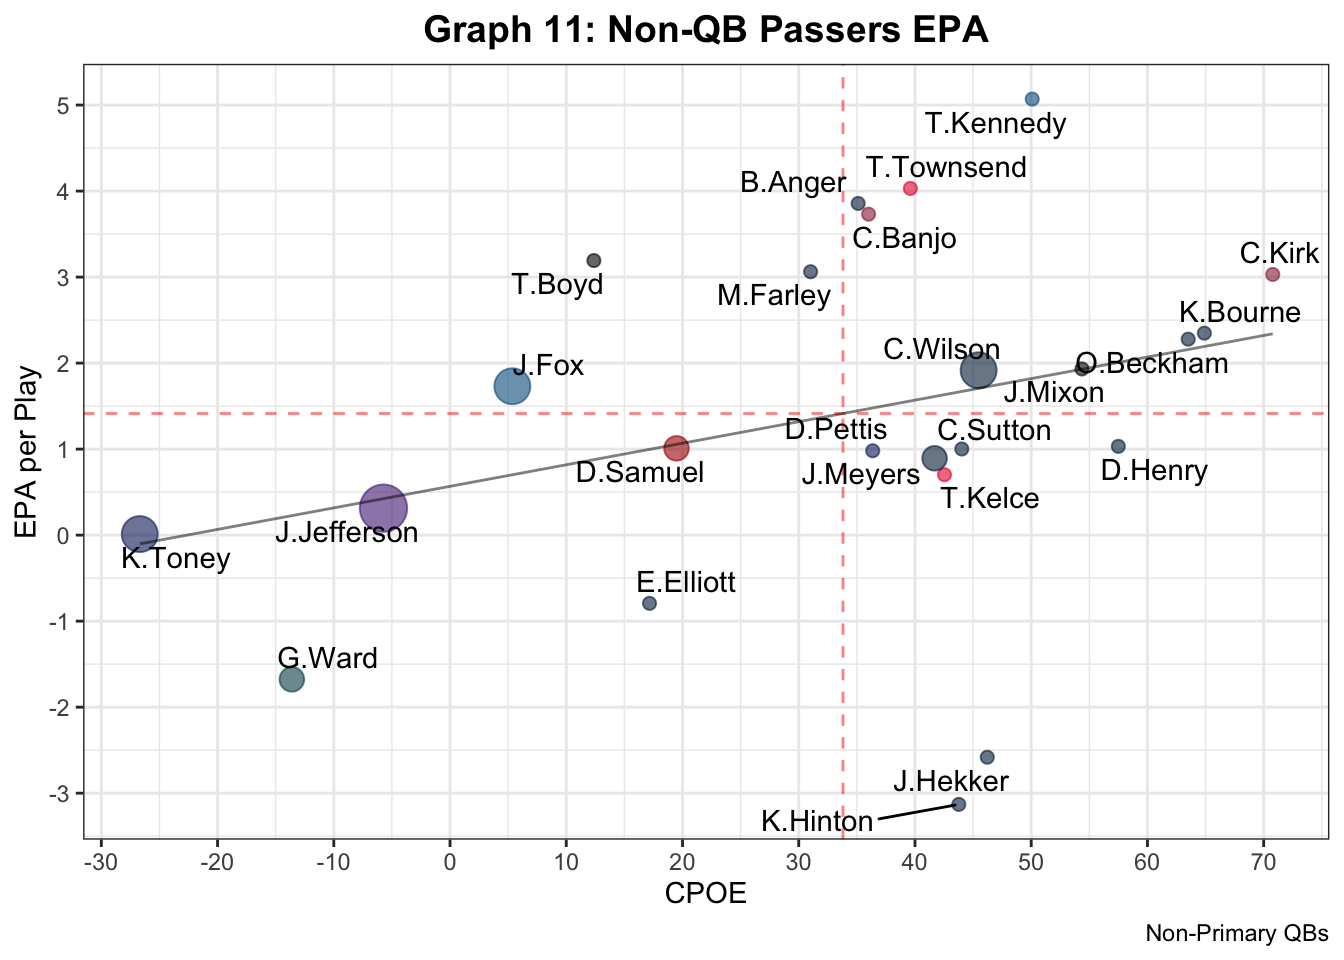 Graph 11: Non-QB Passers EPA
EPA per Play
5
4
3
2
1
0
-1
-2
-3
T.Kennedy
T.Townsend
B.Anger
C.Banjo
C.Kirk
T.Boyd
M.Farley
K.Bourne
C.Wilson
J.Fox
O.Beckham
J.Mixon
D.Pettis
C.Sutton
D.Samuel
J.Meyers
D.Henry
T.Kelce
J.Jefferson
K.Toney
E.Elliott
G.Ward
J.Hekker
K.Hinton
-30 -20 -10 0 10 20 30 40 50 60 70
CPOE
Non-Primary QBs